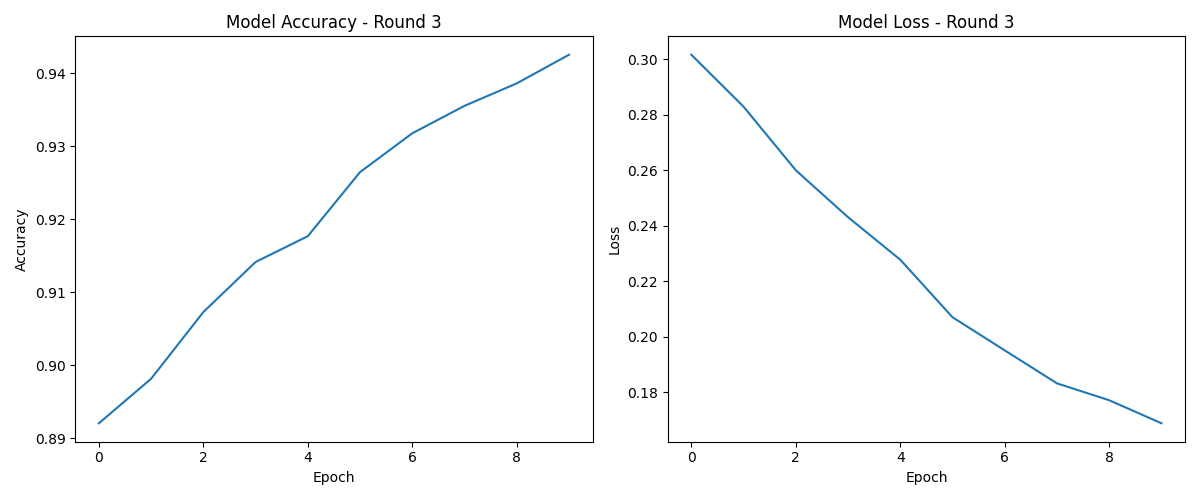 Model Accuracy - Round 3
Accuracy
0.94
0.93
0.92
0.91
0.90
0.89
0 2 4 6 8
Epoch
Model Loss - Round 3
Loss
0.30
0.28
0.26
0.24
0.22
0.20
0.18
0 2 4 6 8
Epoch